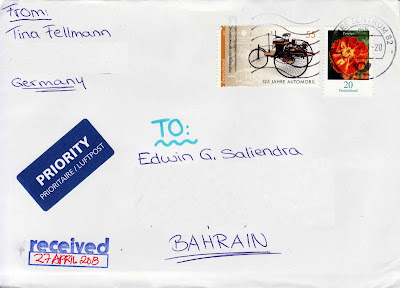 From:
Tina Fellmann
Germany
55
125 JAHRE AUTOMOBIL
20
Deutschland
PRIORITY
PRIORITAIRE / LUFTPOST
TO:
Edwin G. Saliendra
BAHRAIN
received
27 APRIL